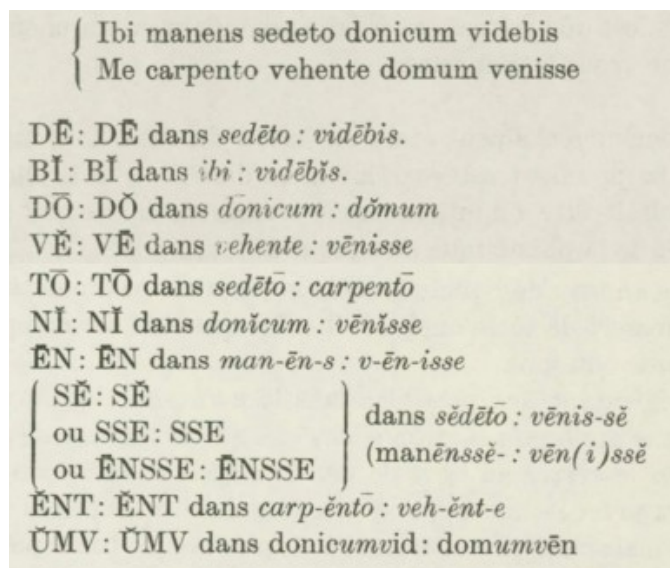 Ibi manens sedeto donicum videbis
Me carpento vehente domum venisse
DĒ: DĒ dans sedēto : vidēbis.
BĬ: BĬ dans ibi : vidēbĭs.
DŌ: DŎ dans dōnicum : dŏmum
VĔ: VĒ dans vehente : vēnisse
TŌ: TŌ dans sedētō : carpentō
NĬ: NĬ dans donĭcum : vēnĭsse
ĒN: ĒN dans man-ēn-s : v-ēn-isse
SĔ: SĔ
ou SSE: SSE
ou ĒNSSE: ĒNSSE
dans sĕdēto : vēnis-sĕ
(manēnssĕ- : vēn(i)ssĕ
ĔNT: ĔNT dans carp-ĕntō : veh-ĕnt-e
ŬMV: ŬMV dans donicumvid: domumvēn